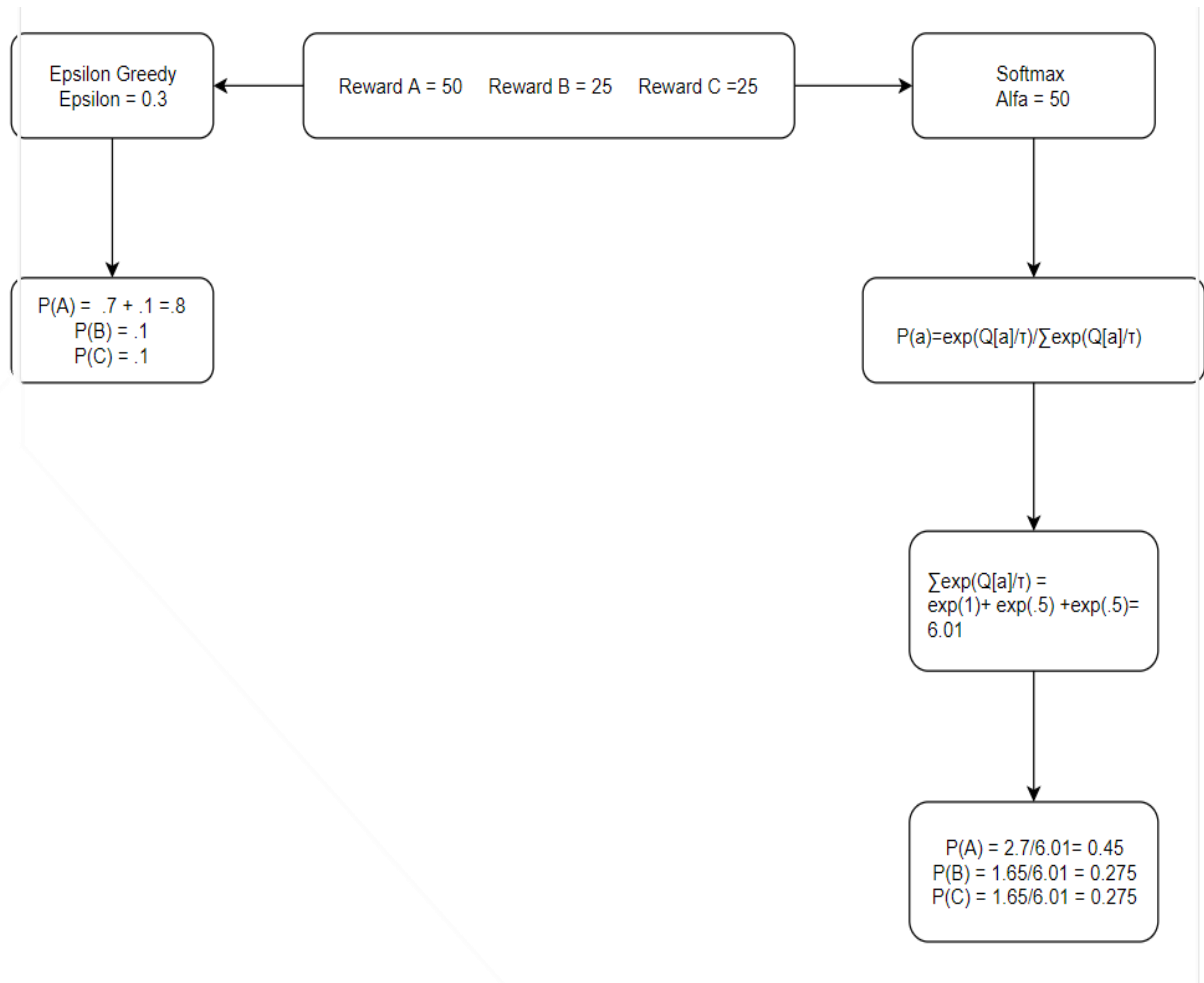 Epsilon Greedy
Epsilon = 0.3
Reward A = 50 Reward B = 25 Reward C =25
Softmax
Alfa = 50
P(A) = .7 + .1 =.8
P(B) = .1
P(C) = .1
P(a)=exp(Q[a]/τ)/∑exp(Q[a]/τ)
∑exp(Q[a]/τ) =
exp(1)+ exp(.5) +exp(.5)=
6.01
P(A) = 2.7/6.01= 0.45
P(B) = 1.65/6.01 = 0.275
P(C) = 1.65/6.01 = 0.275